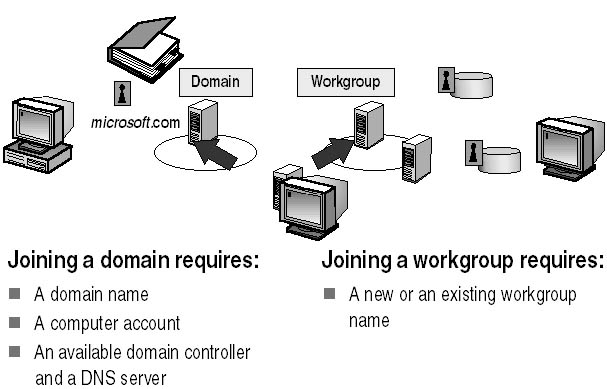 Domain
Workgroup
microsoft.com
Joining a domain requires:
A domain name
A computer account
An available domain controller
and a DNS server
Joining a workgroup requires:
A new or an existing workgroup
name